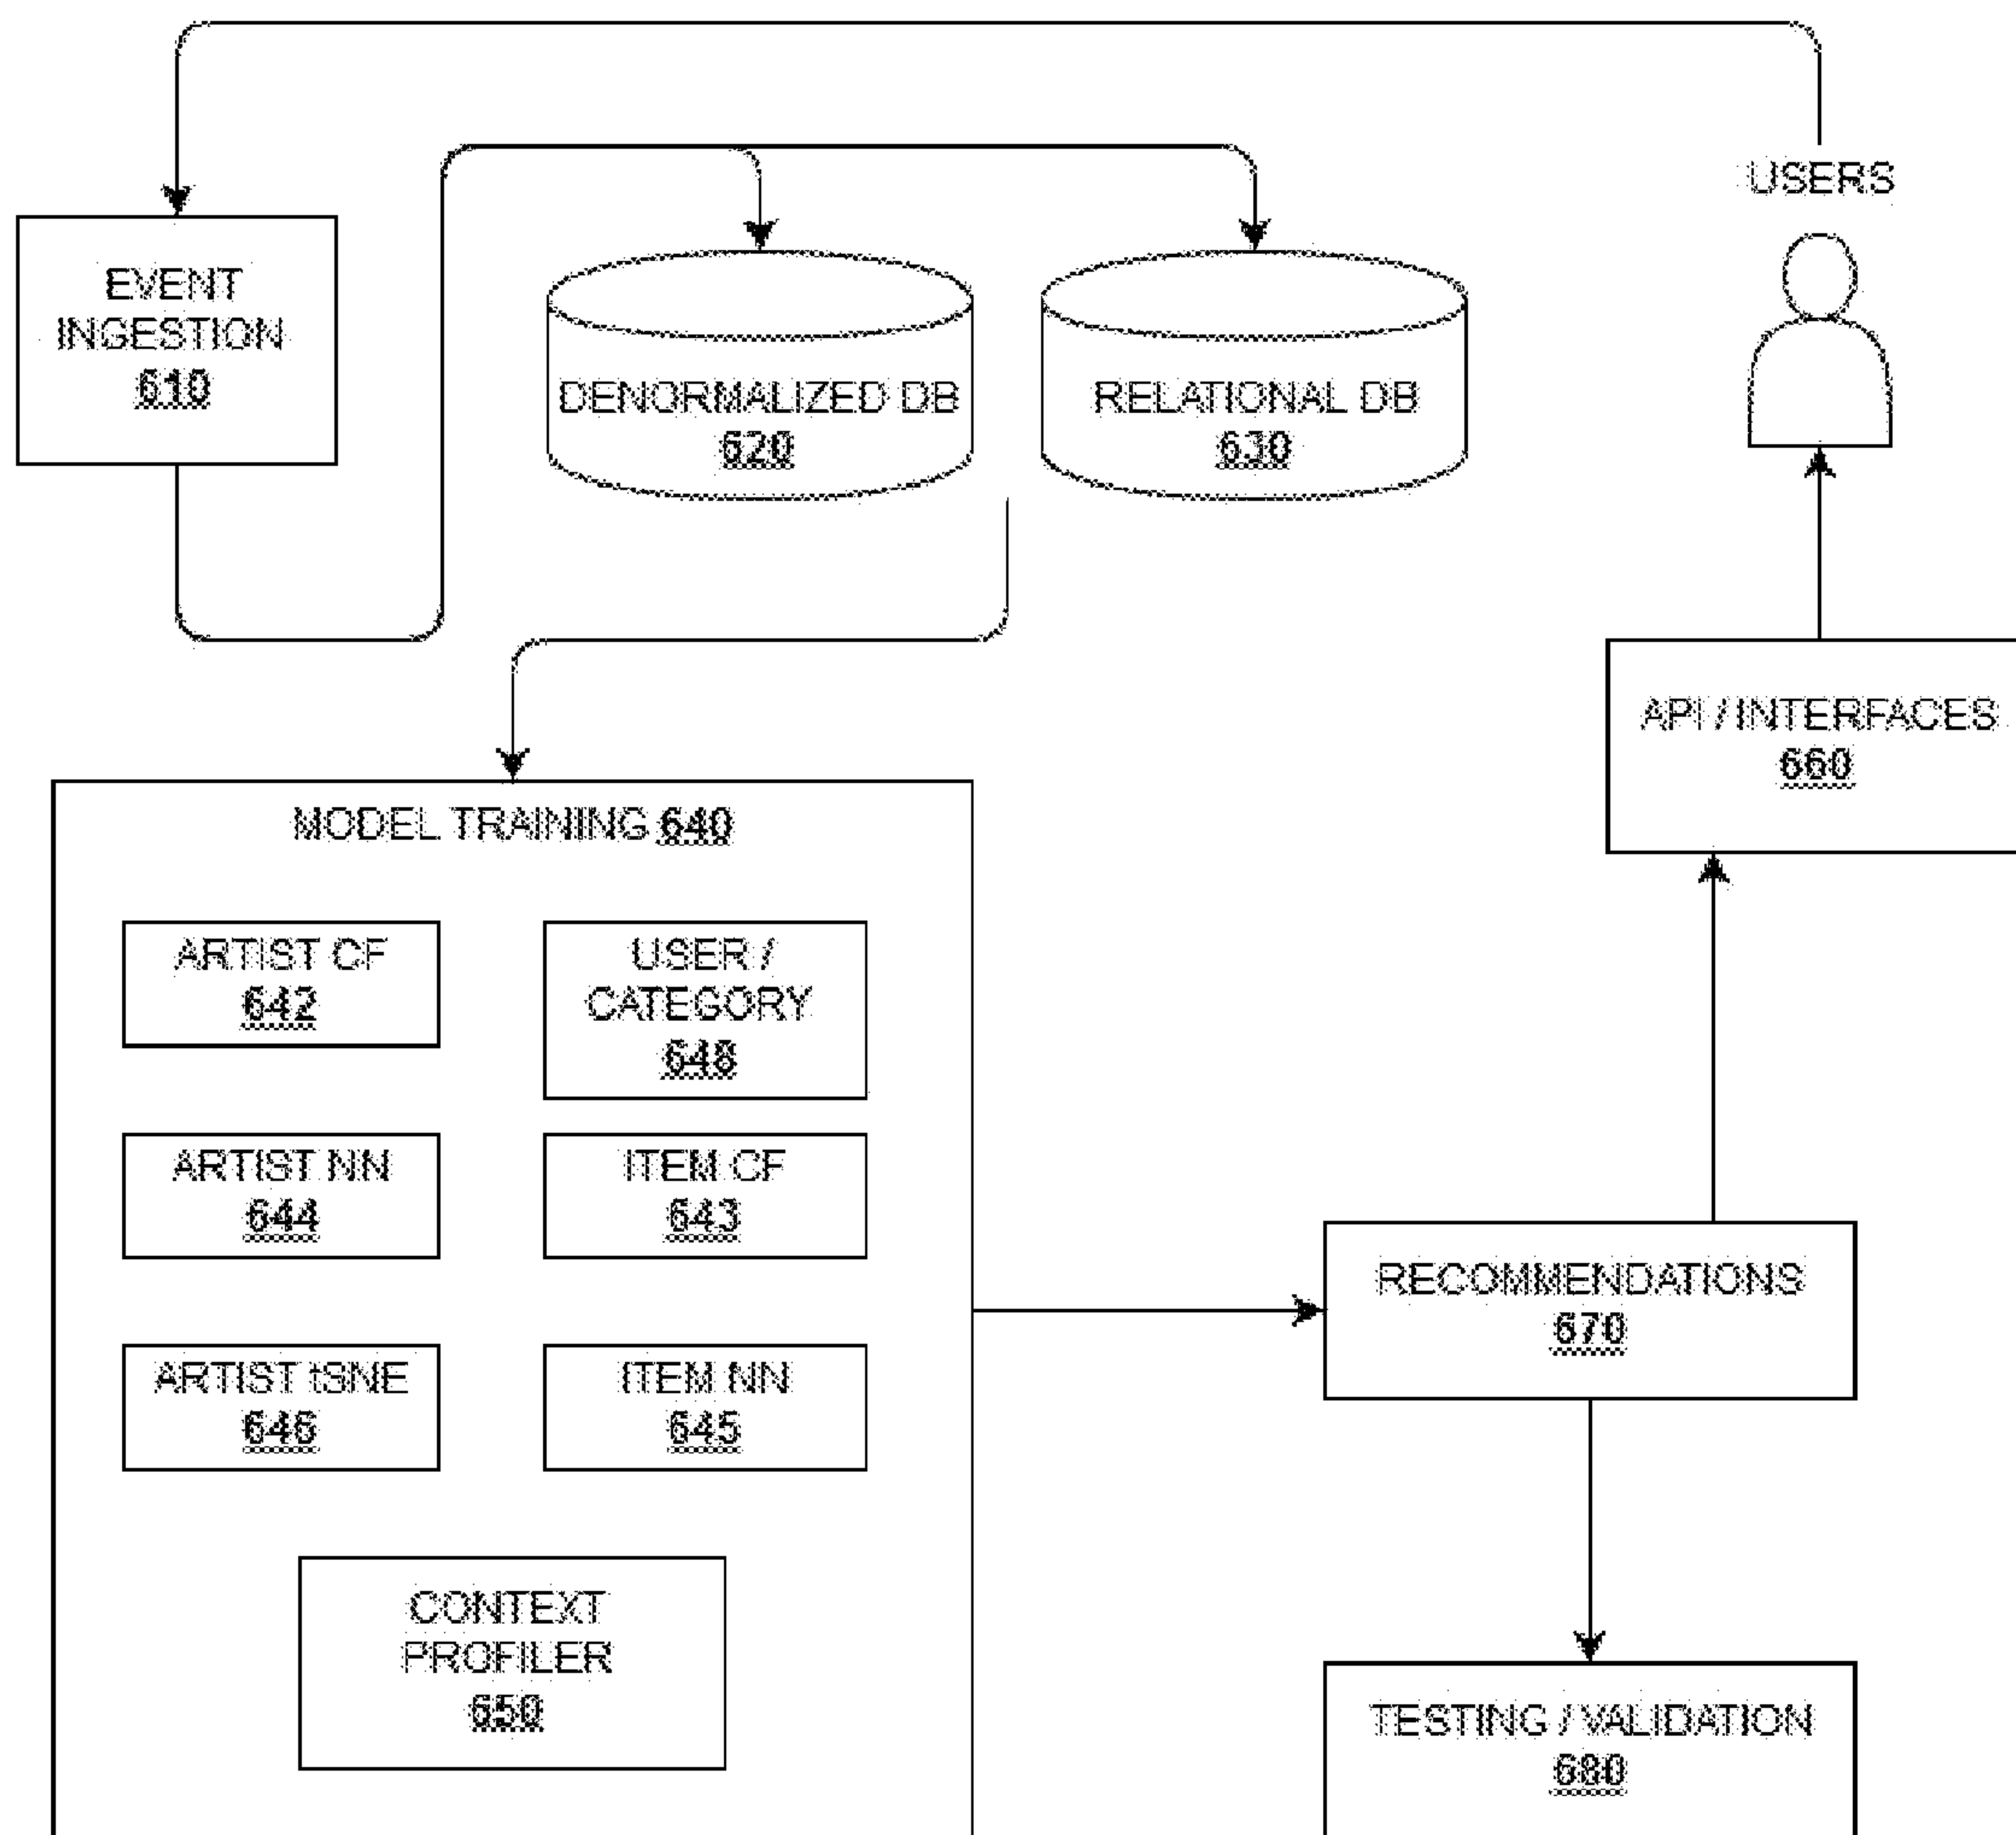 USERS
EVENT
INGESTION
610
DENORMALIZED DB
620
RELATIONAL DB
630
API / INTERFACES
660
MODEL TRAINING 640
ARTIST CF
642
USER /
CATEGORY
648
ARTIST NN
644
ITEM CF
643
ARTIST tSNE
646
ITEM NN
645
CONTEXT
PROFILER
650
RECOMMENDATIONS
670
TESTING / VALIDATION
680